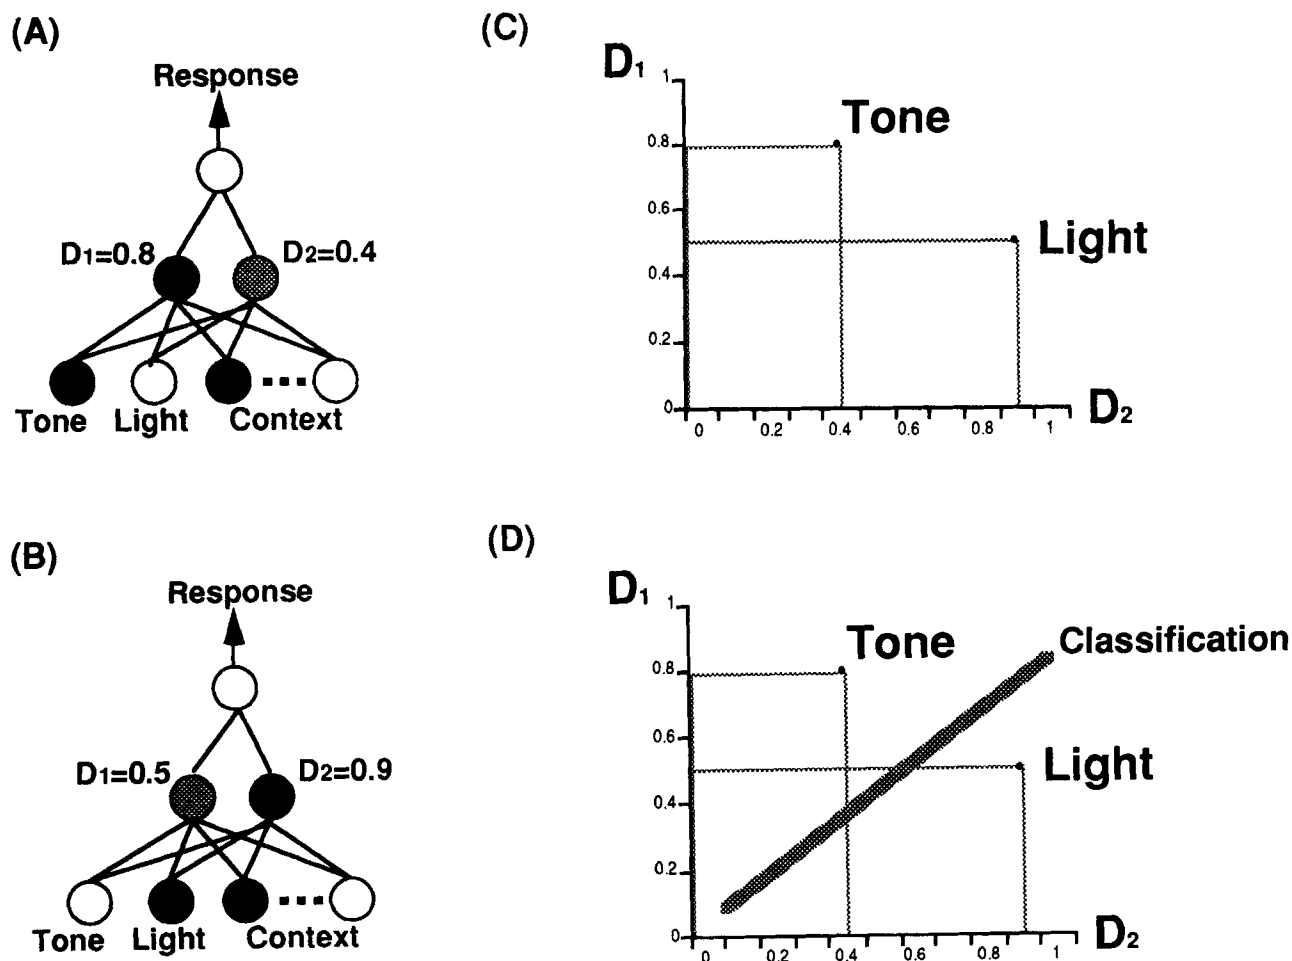 (A)
Response
D1=0.8
D2=0.4
Tone Light Context
(B)
Response
D1=0.5
D2=0.9
Tone Light Context
(C)
D1
1
0.8
0.6
0.4
0.2
0
Tone
Light
0 0.2 0.4 0.6 0.8 1
D2
(D)
D1
1
0.8
0.6
0.4
0.2
0
Tone
Classification
Light
0 0.2 0.4 0.6 0.8 1
D2